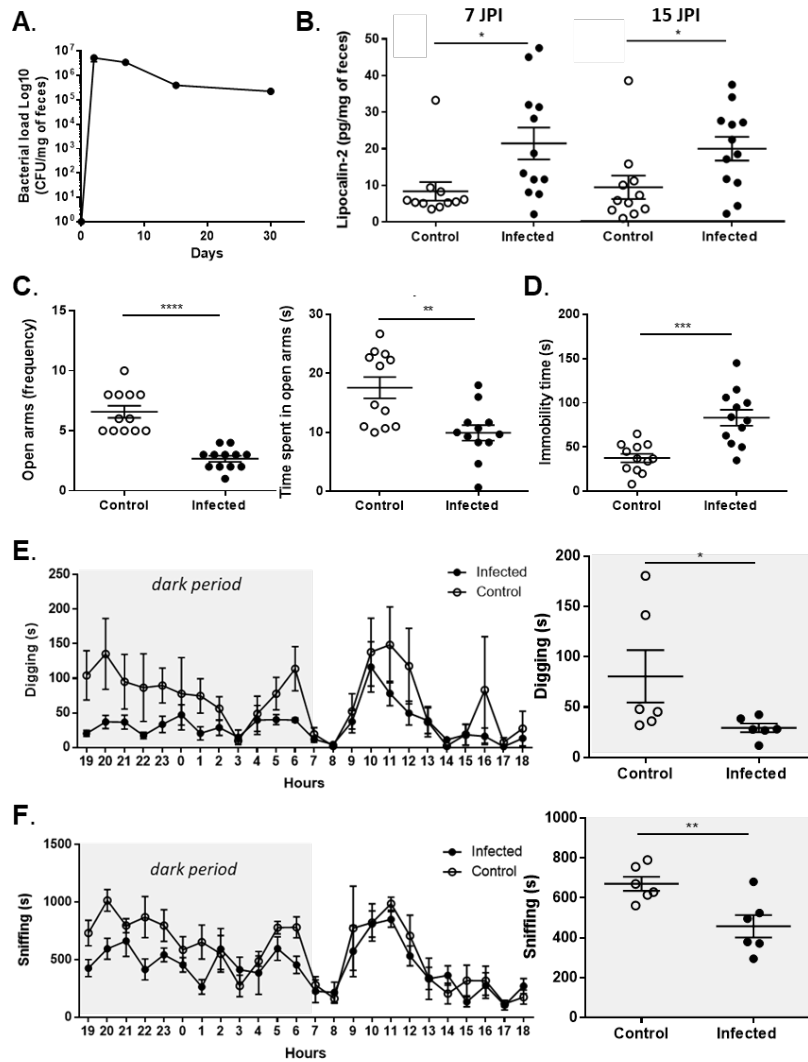 A.
Bacterial load Log10
(CFU/mg of feces)
10^7
10^6
10^5
10^4
10^3
10^2
10^1
10^0
0 10 20 30
Days
B.
7 JPI 15 JPI
* *
Lipocalin-2 (pg/mg of feces)
50
40
30
20
10
0
Control Infected Control Infected
C.
****
Open arms (frequency)
15
10
5
0
Control Infected
**
Time spent in open arms (s)
30
20
10
0
Control Infected
D.
***
Immobility time (s)
200
150
100
50
0
Control Infected
E.
dark period
Infected
Control
Digging (s)
250
200
150
100
50
0
19 20 21 22 23 0 1 2 3 4 5 6 7 8 9 10 11 12 13 14 15 16 17 18
Hours
*
Digging (s)
200
150
100
50
0
Control Infected
F.
dark period
Infected
Control
Sniffing (s)
1500
1000
500
0
19 20 21 22 23 0 1 2 3 4 5 6 7 8 9 10 11 12 13 14 15 16 17 18
Hours
**
Sniffing (s)
1000
800
600
400
200
0
Control Infected